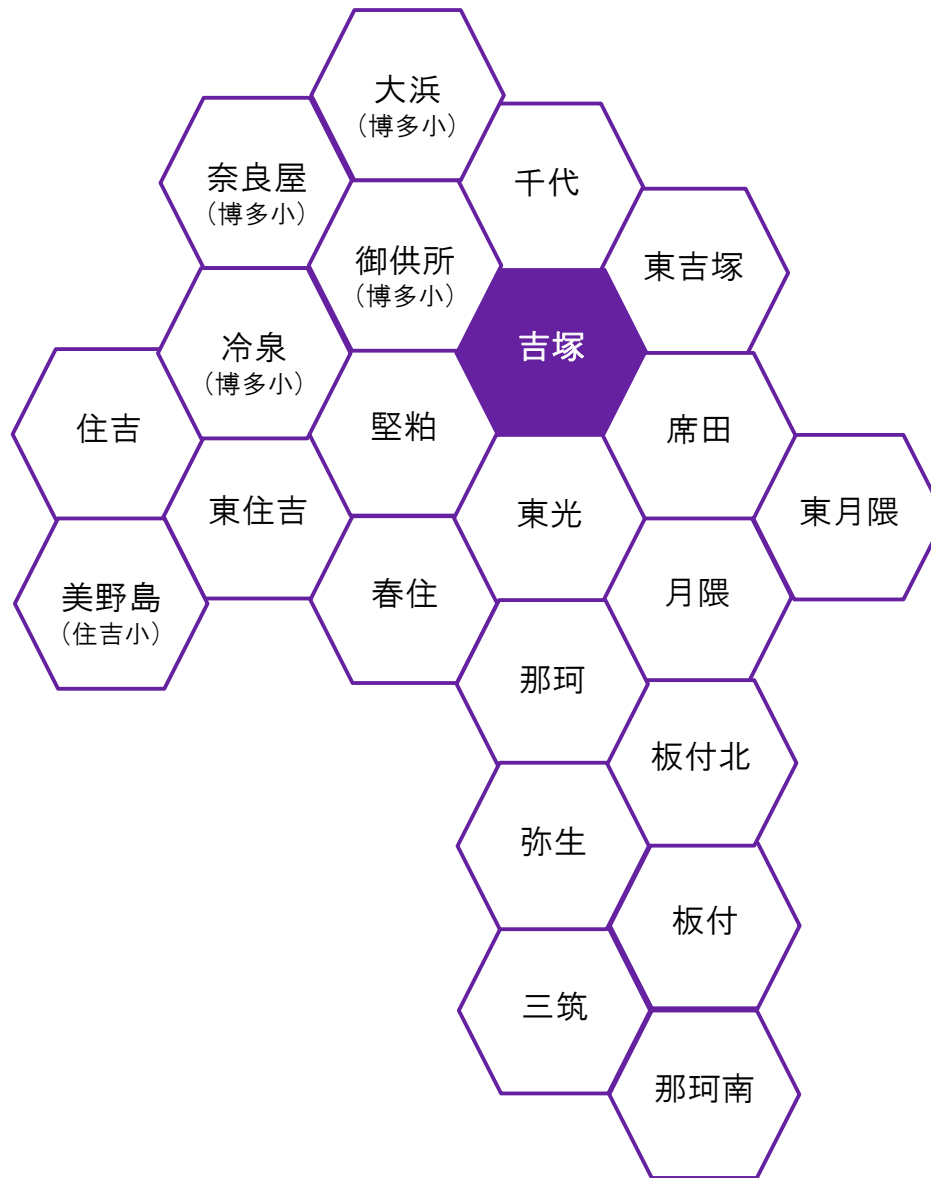 大浜
（博多小）
千代
奈良屋
（博多小）
御供所
（博多小）
東吉塚
吉塚
冷泉
（博多小）
住吉
堅粕
席田
東住吉
東光
東月隈
美野島
（住吉小）
春住
月隈
那珂
板付北
弥生
板付
三筑
那珂南